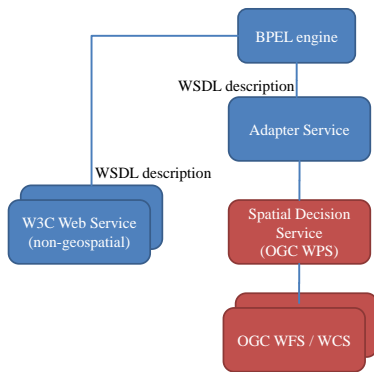 BPEL engine
WSDL description
Adapter Service
WSDL description
W3C Web Service
(non-geospatial)
Spatial Decision
Service
(OGC WPS)
OGC WFS / WCS